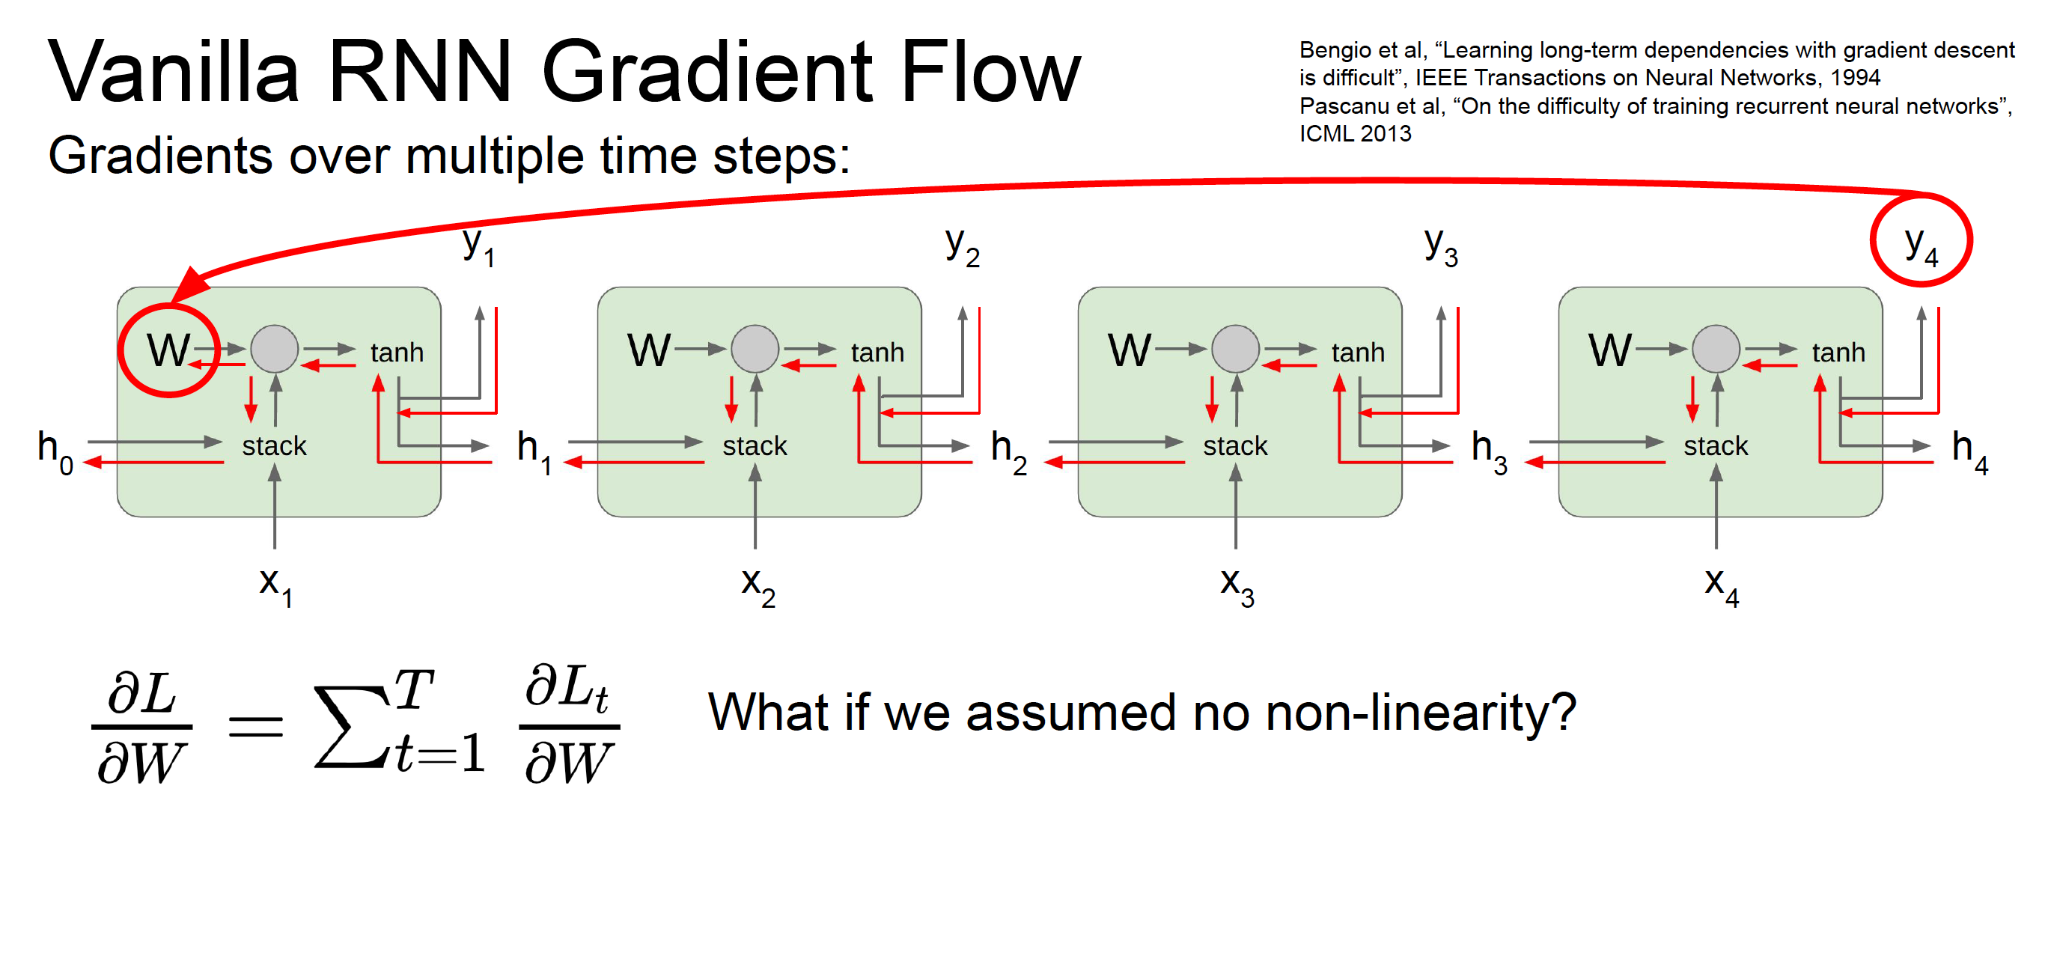 Vanilla RNN Gradient Flow
Bengio et al, “Learning long-term dependencies with gradient descent
is difficult”, IEEE Transactions on Neural Networks, 1994
Pascanu et al, “On the difficulty of training recurrent neural networks”,
ICML 2013
Gradients over multiple time steps:
y₁ y₂ y₃ y₄
W tanh W tanh W tanh W tanh
h₀ stack h₁ stack h₂ stack h₃ stack h₄
x₁ x₂ x₃ x₄
∂L/∂W = ∑ᵀₜ₌₁ ∂Lₜ/∂W What if we assumed no non-linearity?